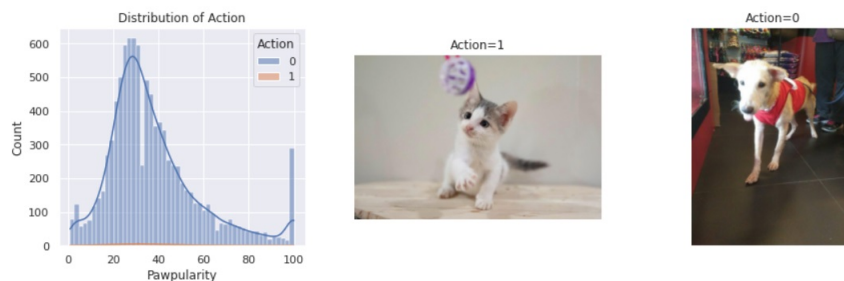 Distribution of Action
600
500
400
300
200
100
0
Count
0 20 40 60 80 100
Pawpularity
Action
0
1
Action=1
Action=0